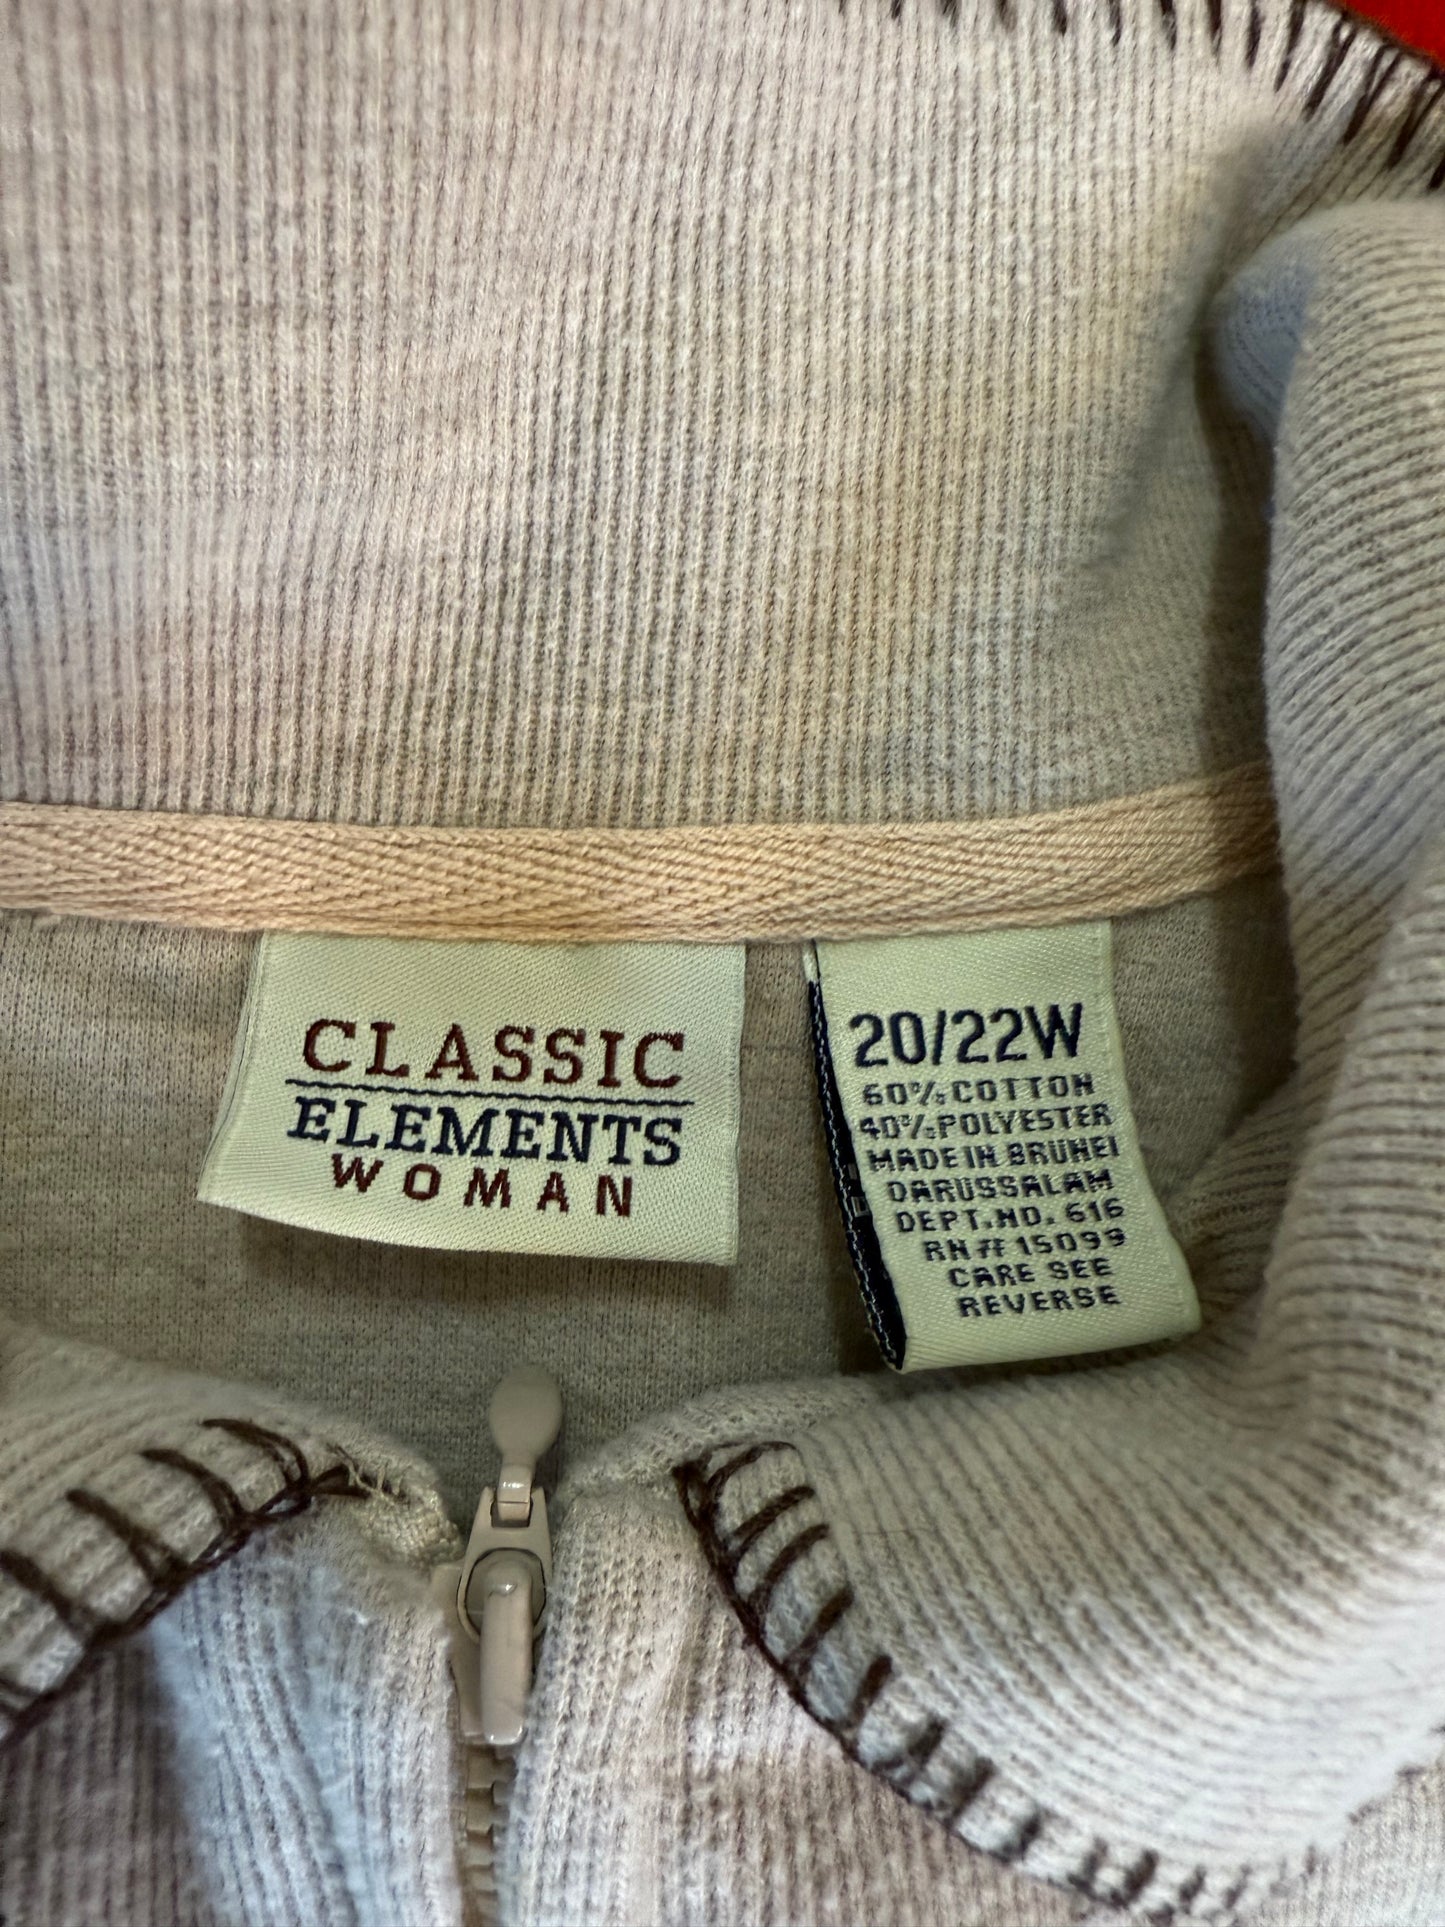 CLASSIC
ELEMENTS
WOMAN
20/22W
60% COTTON
40% POLYESTER
MADE IN BRUNEI
DARUSSALAM
DEPT. NO. 616
RN # 15099
CARE SEE
REVERSE